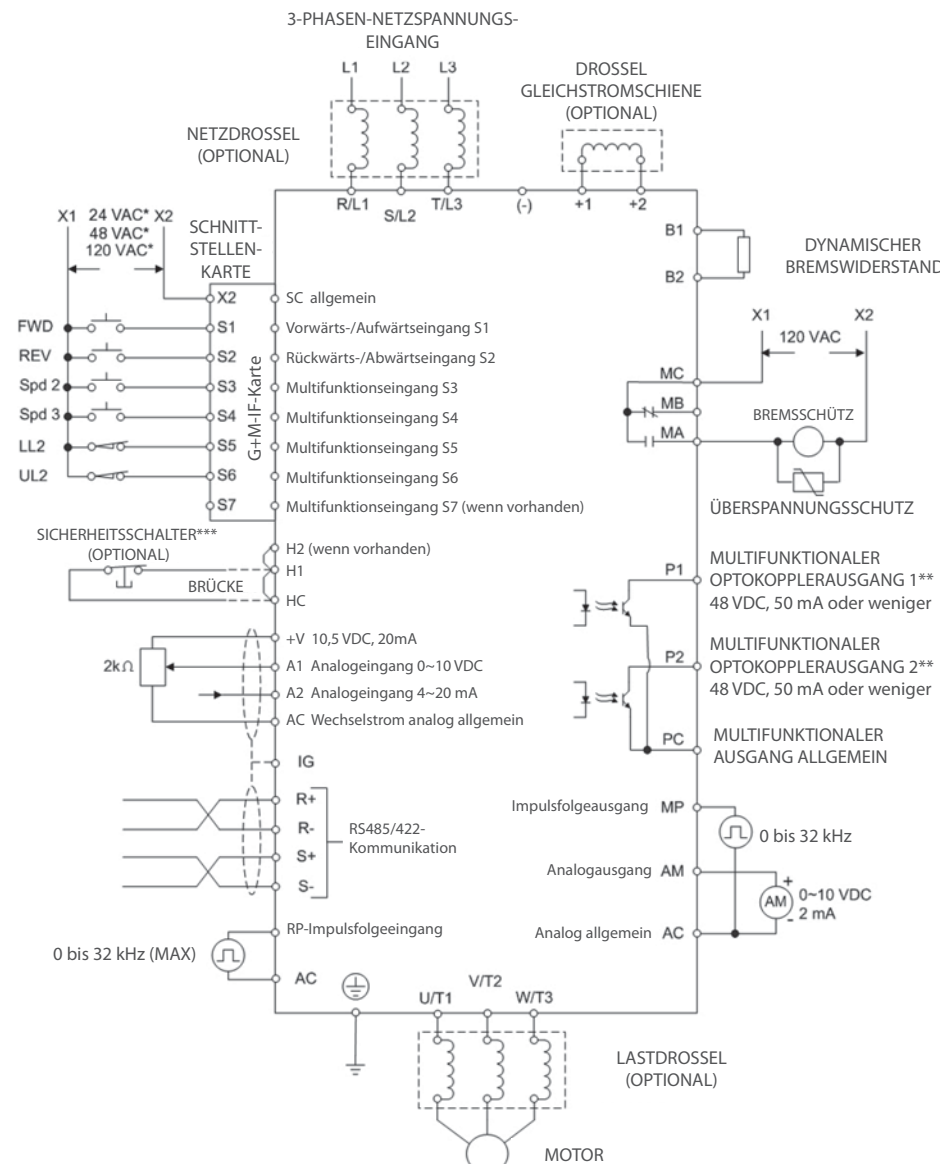 3-PHASEN-NETZSPANNUNGS-
EINGANG
L1 L2 L3
DROSSEL
GLEICHSTROMSCHIENE
(OPTIONAL)
NETZDROSSEL
(OPTIONAL)
R/L1 S/L2 T/L3 (-) +1 +2
X1 24 VAC* X2
48 VAC*
120 VAC*
SCHNITT-
STELLEN-
KARTE
B1
B2
DYNAMISCHER
BREMSWIDERSTAND
X2 SC allgemein
FWD S1 Vorwärts-/Aufwärtseingang S1
REV S2 Rückwärts-/Abwärtseingang S2
Spd 2 S3 Multifunktionseingang S3
Spd 3 S4 Multifunktionseingang S4
LL2 S5 Multifunktionseingang S5
UL2 S6 Multifunktionseingang S6
S7 Multifunktionseingang S7 (wenn vorhanden)
G+M-IF-Karte
X1 X2
120 VAC
MC
MB
MA
BREMSSCHÜTZ
ÜBERSPANNUNGSSCHUTZ
SICHERHEITSSCHALTER***
(OPTIONAL)
BRÜCKE
H2 (wenn vorhanden)
H1
HC
P1
MULTIFUNKTIONALER
OPTOKOPPLERAUSGANG 1**
48 VDC, 50 mA oder weniger
2kΩ
+V 10,5 VDC, 20mA
A1 Analogeingang 0~10 VDC
A2 Analogeingang 4~20 mA
AC Wechselstrom analog allgemein
P2
MULTIFUNKTIONALER
OPTOKOPPLERAUSGANG 2**
48 VDC, 50 mA oder weniger
PC
MULTIFUNKTIONALER
AUSGANG ALLGEMEIN
IG
R+
R-
S+
S-
RS485/422-
Kommunikation
Impulsfolgeausgang MP
0 bis 32 kHz
Analogausgang AM
AM
+
-
0~10 VDC
2 mA
Analog allgemein AC
RP-Impulsfolgeeingang
0 bis 32 kHz (MAX)
AC
U/T1 V/T2 W/T3
LASTDROSSEL
(OPTIONAL)
MOTOR